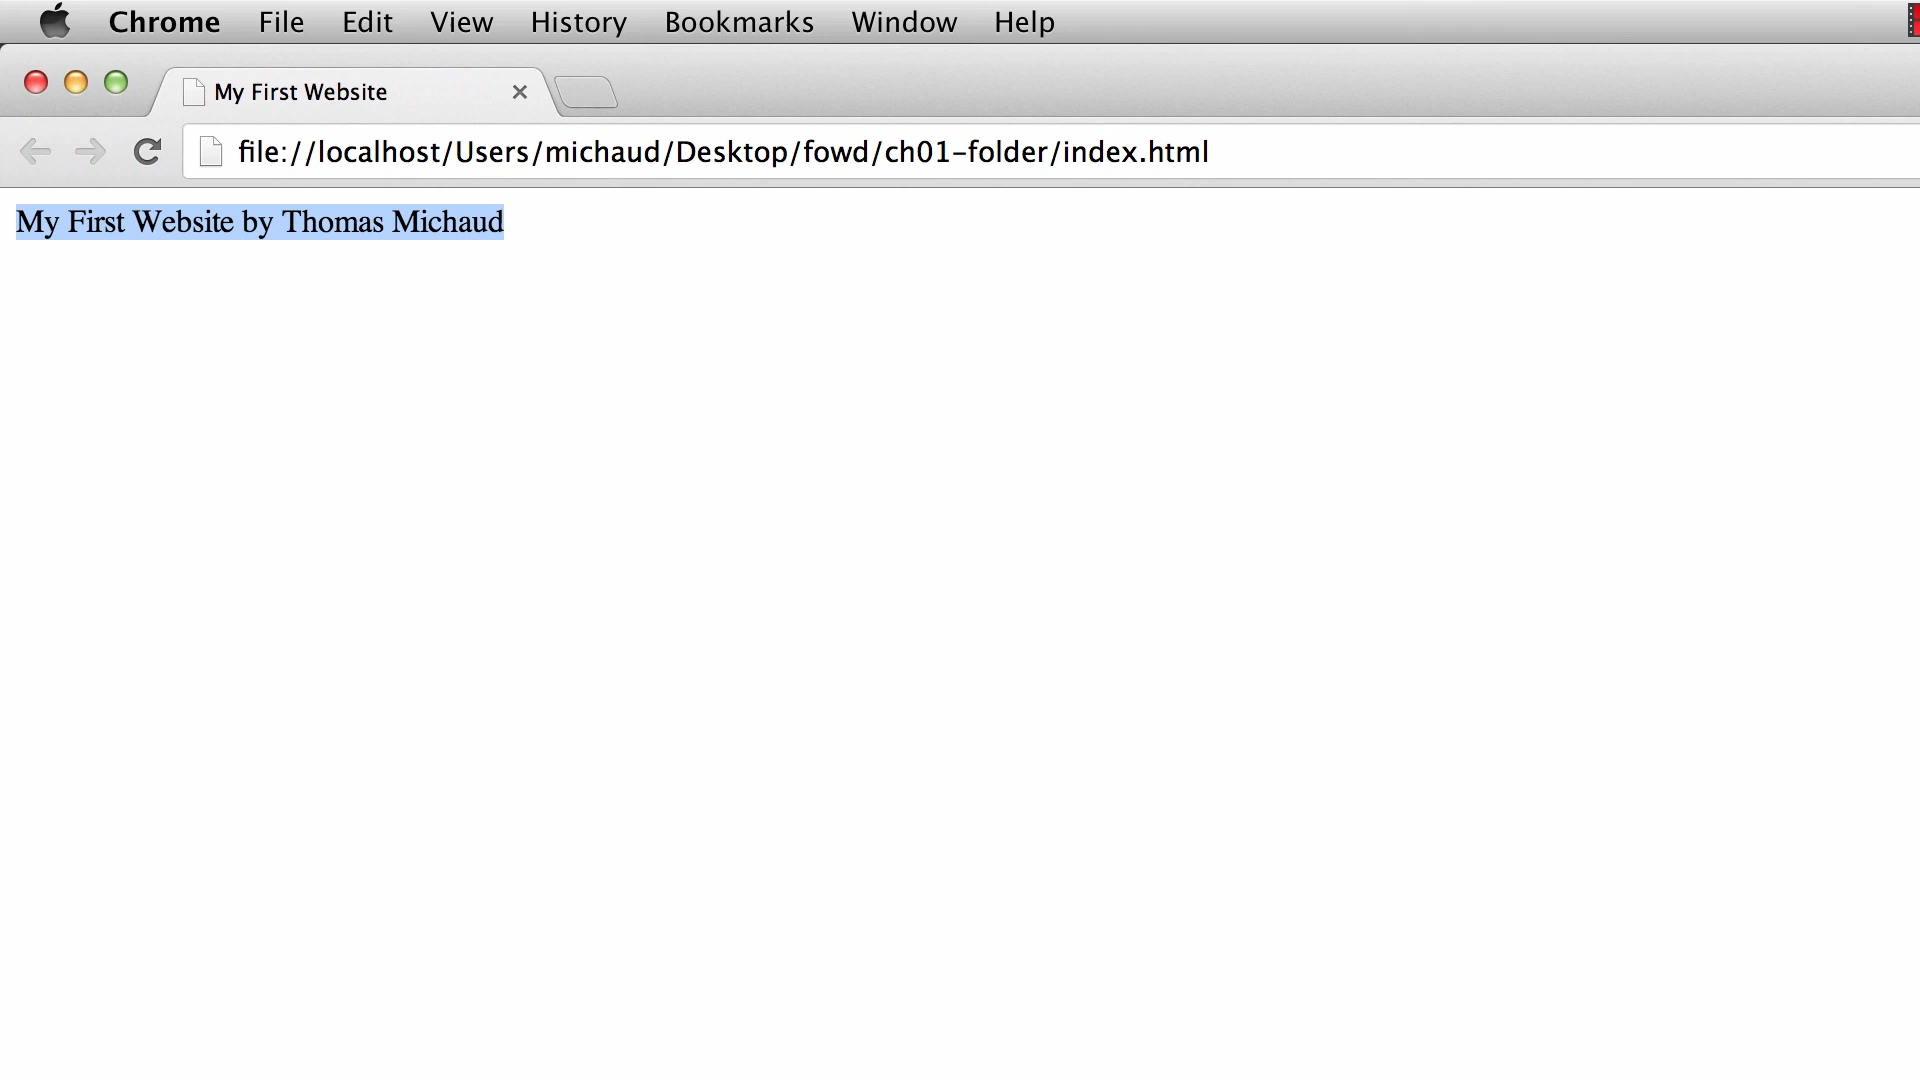 Chrome File Edit View History Bookmarks Window Help
My First Website
file://localhost/Users/michaud/Desktop/fowd/ch01-folder/index.html
My First Website by Thomas Michaud